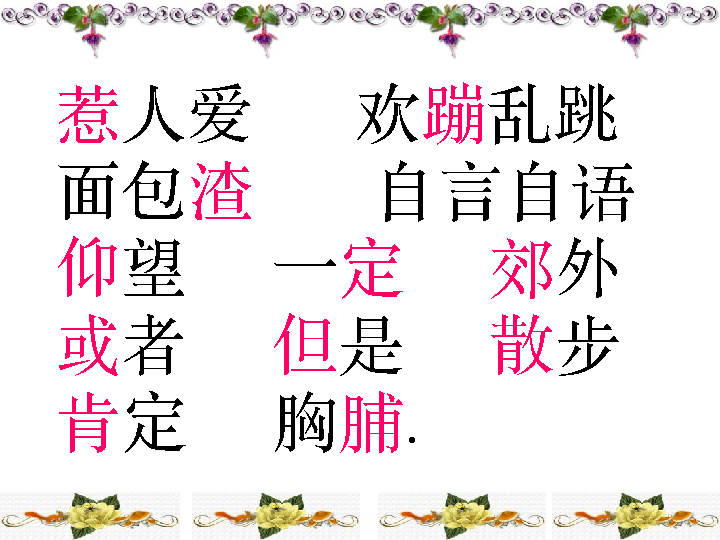 惹人爱 欢蹦乱跳
面包渣 自言自语
仰望 一定 郊外
或者 但是 散步
肯定 胸脯.